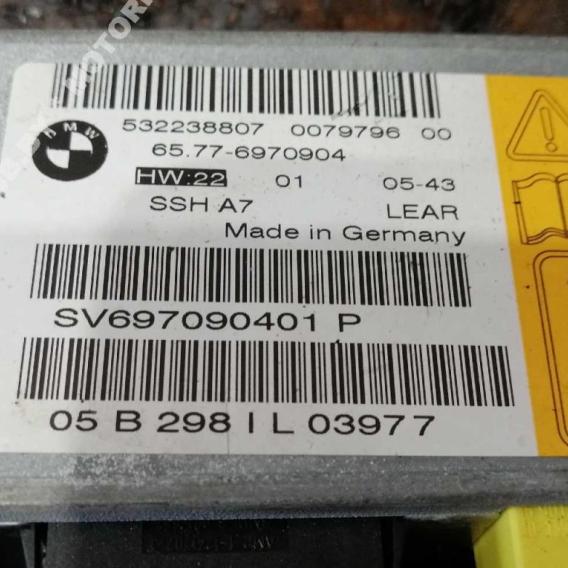 MOTOR
BMW
532238807 0079796 00
65.77-6970904
HW:22 01 05-43
SSH A7 LEAR
Made in Germany
SV697090401 P
05 B 298 I L 03977